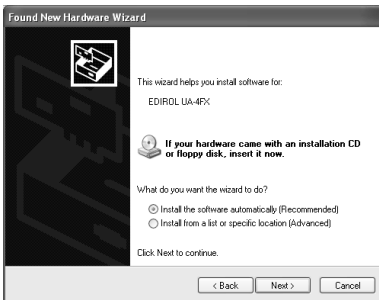 Found New Hardware Wizard
This wizard helps you install software for:
EDIROL UA-4FX
If your hardware came with an installation CD
or floppy disk, insert it now.
What do you want the wizard to do?
Install the software automatically (Recommended)
Install from a list or specific location (Advanced)
Click Next to continue.
< Back
Next >
Cancel